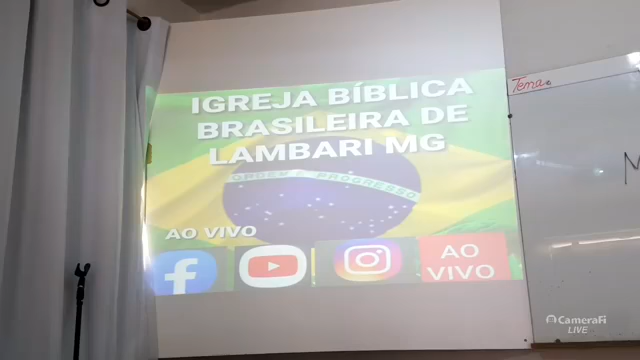 IGREJA BÍBLICA
BRASILEIRA DE
LAMBARI MG
ORDEM E PROGRESSO
AO VIVO
AO
VIVO
Tema.
M
CameraFi
LIVE